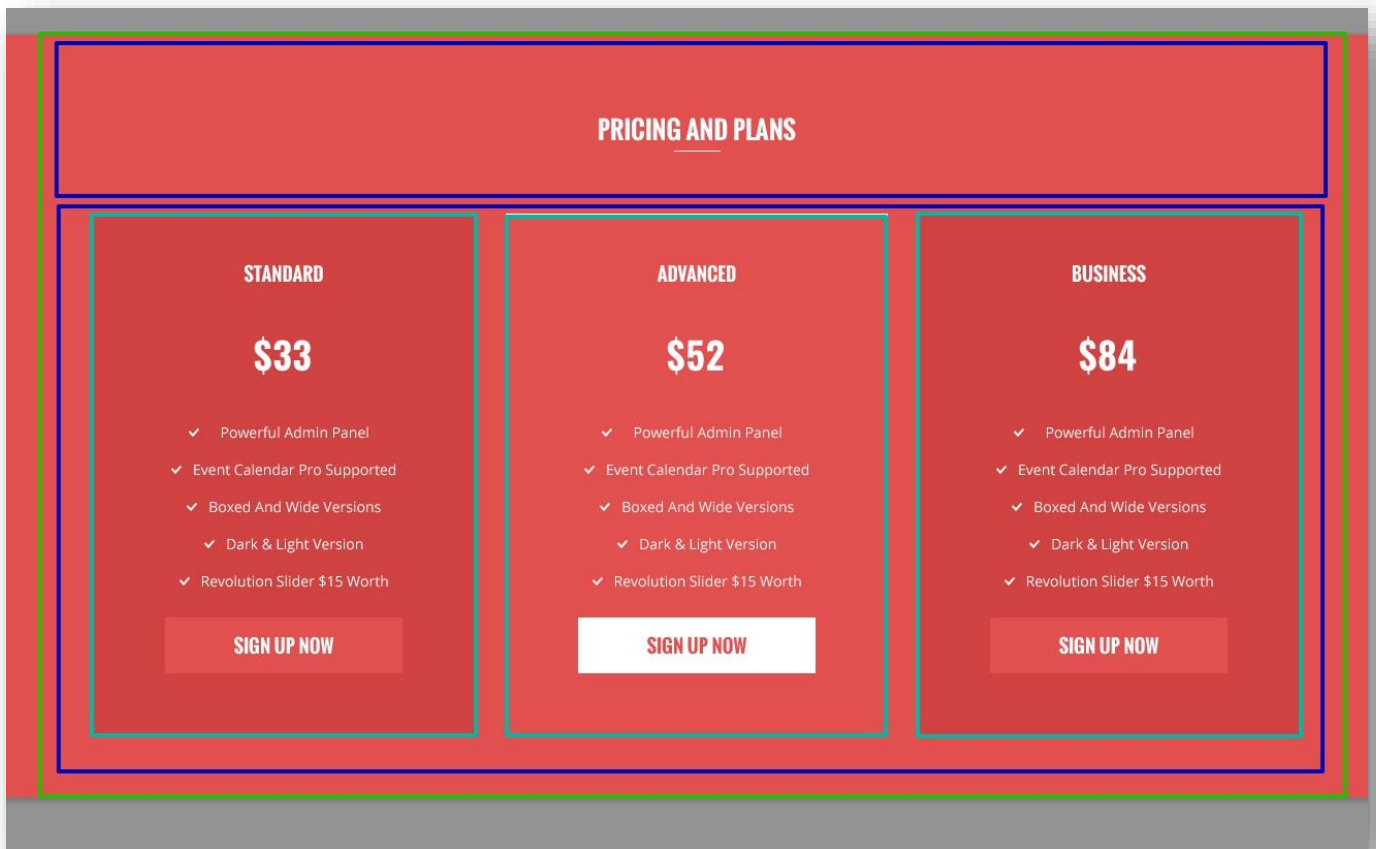 PRICING AND PLANS
STANDARD
$33
Powerful Admin Panel
Event Calendar Pro Supported
Boxed And Wide Versions
Dark & Light Version
Revolution Slider $15 Worth
SIGN UP NOW
ADVANCED
$52
Powerful Admin Panel
Event Calendar Pro Supported
Boxed And Wide Versions
Dark & Light Version
Revolution Slider $15 Worth
SIGN UP NOW
BUSINESS
$84
Powerful Admin Panel
Event Calendar Pro Supported
Boxed And Wide Versions
Dark & Light Version
Revolution Slider $15 Worth
SIGN UP NOW